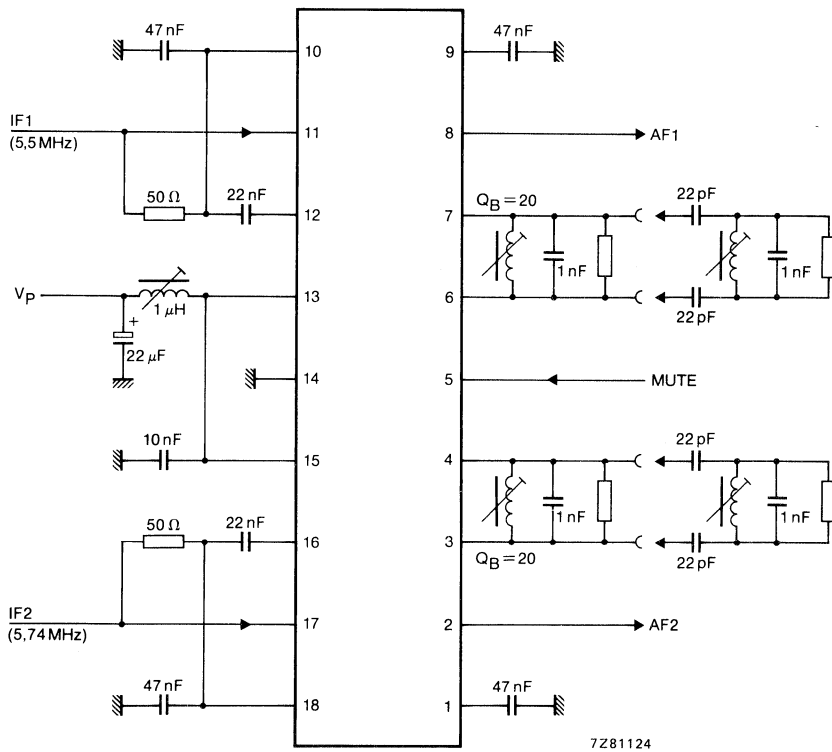 47 nF
10
IF1
(5,5 MHz)
11
50 Ω
22 nF
12
VP
1 μH
13
+
22 μF
14
10 nF
15
50 Ω
22 nF
16
IF2
(5,74 MHz)
17
47 nF
18
9
47 nF
8
AF1
7
QB = 20
22 pF
1 nF
1 nF
6
22 pF
5
MUTE
4
22 pF
1 nF
1 nF
3
QB = 20
22 pF
2
AF2
1
47 nF
7Z81124